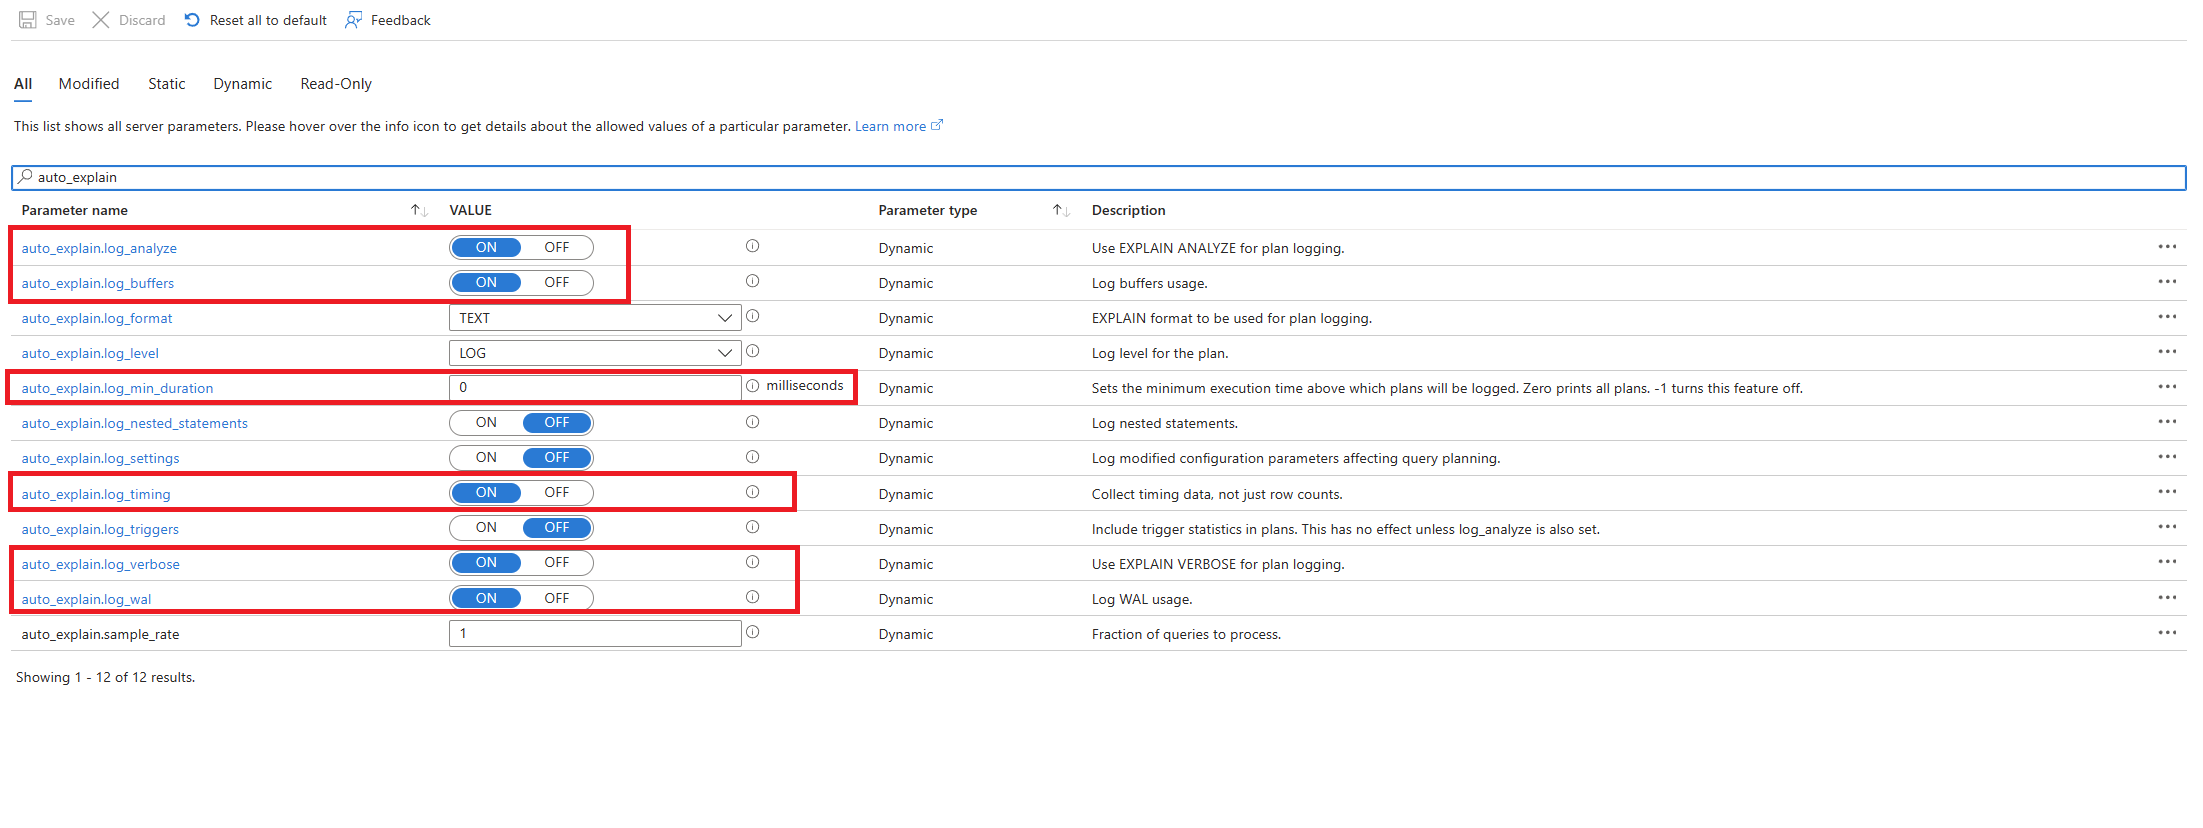 Save Discard Reset all to default Feedback
All Modified Static Dynamic Read-Only
This list shows all server parameters. Please hover over the info icon to get details about the allowed values of a particular parameter. Learn more
auto_explain
Parameter name VALUE Parameter type Description
auto_explain.log_analyze ON OFF Dynamic Use EXPLAIN ANALYZE for plan logging.
auto_explain.log_buffers ON OFF Dynamic Log buffers usage.
auto_explain.log_format TEXT Dynamic EXPLAIN format to be used for plan logging.
auto_explain.log_level LOG Dynamic Log level for the plan.
auto_explain.log_min_duration 0 milliseconds Dynamic Sets the minimum execution time above which plans will be logged. Zero prints all plans. -1 turns this feature off.
auto_explain.log_nested_statements ON OFF Dynamic Log nested statements.
auto_explain.log_settings ON OFF Dynamic Log modified configuration parameters affecting query planning.
auto_explain.log_timing ON OFF Dynamic Collect timing data, not just row counts.
auto_explain.log_triggers ON OFF Dynamic Include trigger statistics in plans. This has no effect unless log_analyze is also set.
auto_explain.log_verbose ON OFF Dynamic Use EXPLAIN VERBOSE for plan logging.
auto_explain.log_wal ON OFF Dynamic Log WAL usage.
auto_explain.sample_rate 1 Dynamic Fraction of queries to process.
Showing 1 - 12 of 12 results.